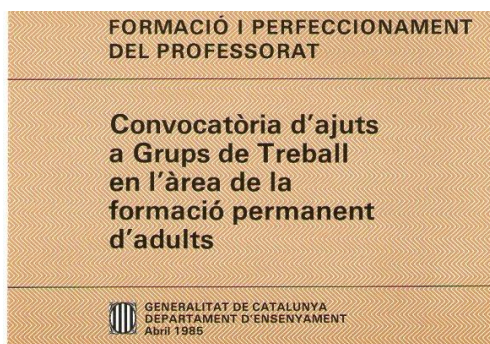 FORMACIÓ I PERFECCIONAMENT
DEL PROFESSORAT
Convocatòria d'ajuts
a Grups de Treball
en l'àrea de la
formació permanent
d'adults
GENERALITAT DE CATALUNYA
DEPARTAMENT D'ENSENYAMENT
Abril 1985